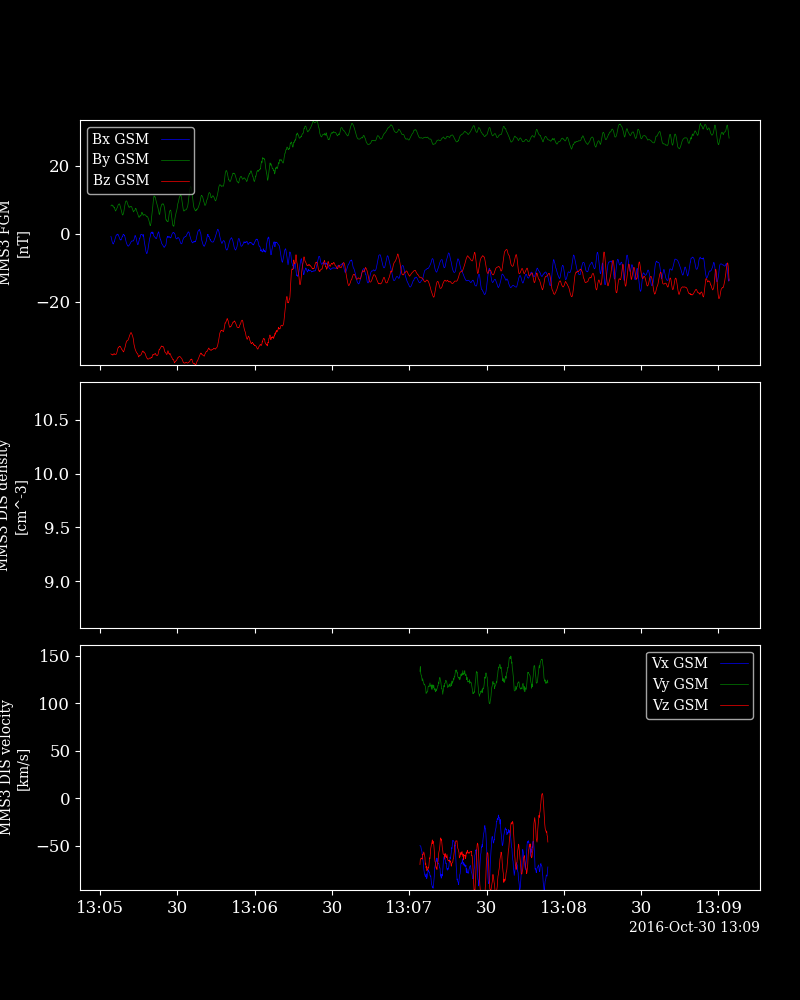 Bx GSM
By GSM
Bz GSM
20
0
−20
MMS3 FGM
[nT]
10.5
10.0
9.5
9.0
MMS3 DIS density
[cm^-3]
Vx GSM
Vy GSM
Vz GSM
150
100
50
0
−50
MMS3 DIS velocity
[km/s]
13:05 30 13:06 30 13:07 30 13:08 30 13:09
2016-Oct-30 13:09